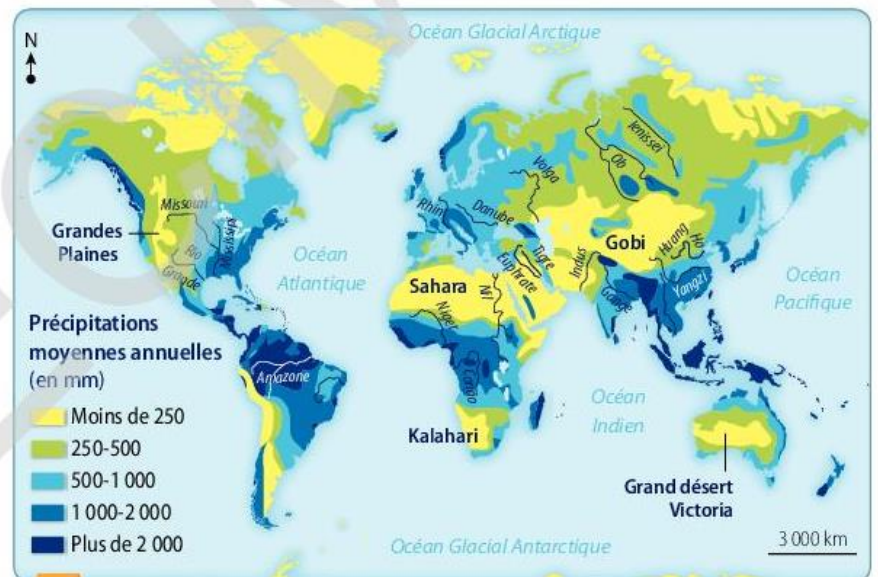 Océan Glacial Arctique
N
Ienissei
Ob
Volga
Missouri
Rhin
Danube
Grandes
Plaines
Mississipi
Rio
Grande
Océan
Atlantique
Sahara
Nil
Niger
Tigre
Euphrate
Indus
Gobi
Huang
Hô
Gange
Yangzi
Océan
Pacifique
Précipitations
moyennes annuelles
(en mm)
Moins de 250
250-500
500-1 000
1 000-2 000
Plus de 2 000
Amazone
Congo
Kalahari
Océan
Indien
Grand désert
Victoria
Océan Glacial Antarctique
3 000 km